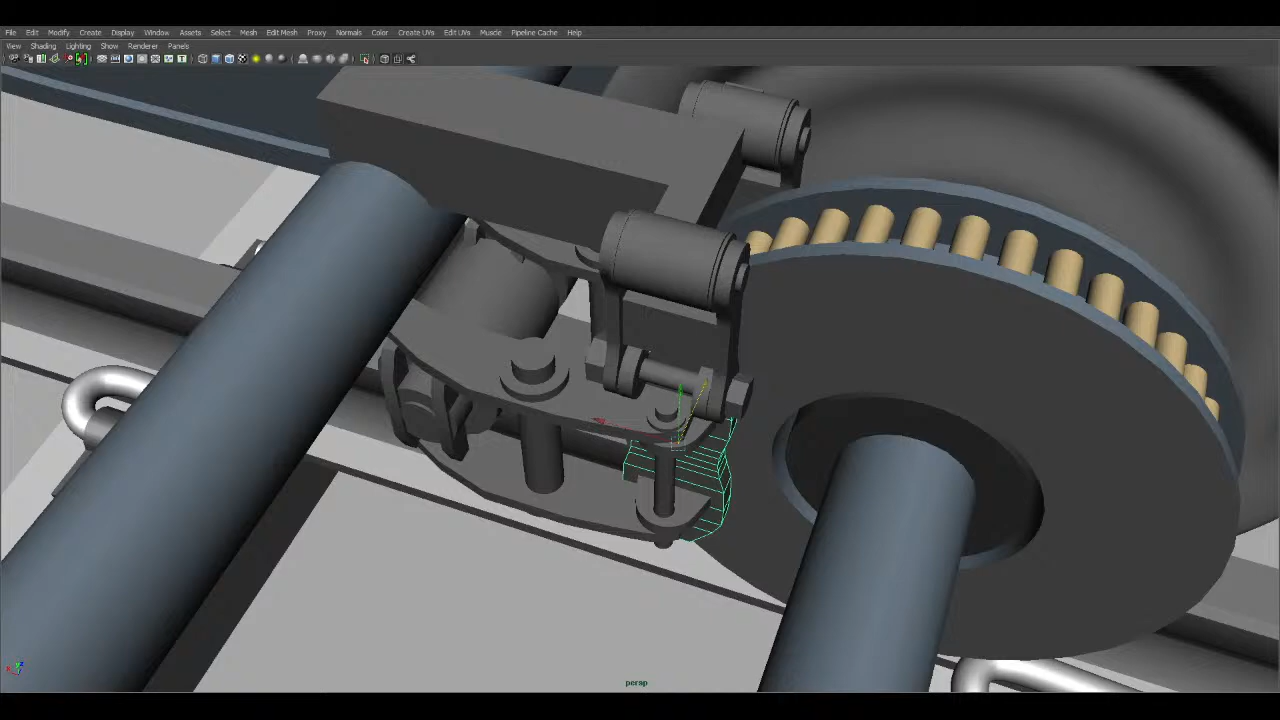 File Edit Modify Create Display Window Assets Select Mesh Edit Mesh Proxy Normals Color Create UVs Edit UVs Muscle Pipeline Cache Help
View Shading Lighting Show Renderer Panels
persp